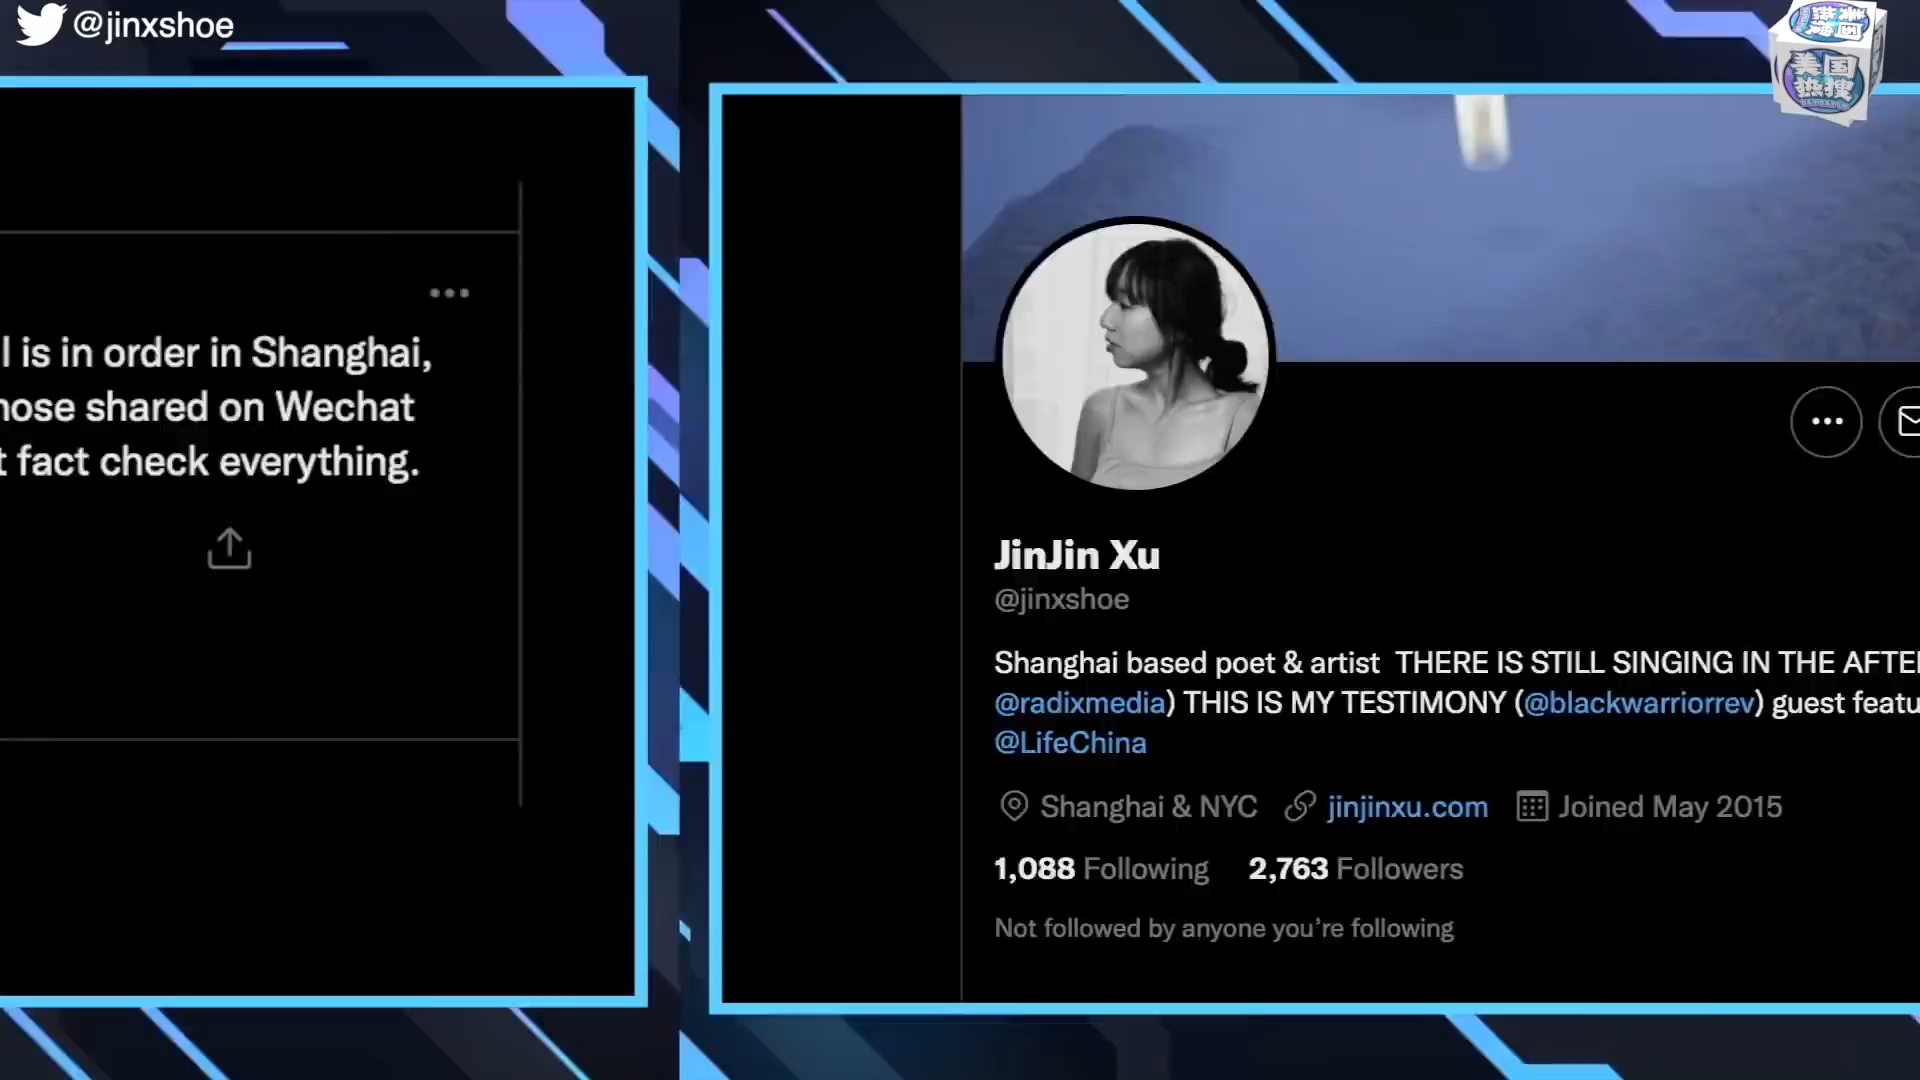 @jinxshoe
美国
热搜
l is in order in Shanghai,
hose shared on Wechat
t fact check everything.
JinJin Xu
@jinxshoe
Shanghai based poet & artist THERE IS STILL SINGING IN THE AFTE
@radixmedia) THIS IS MY TESTIMONY (@blackwarriorrev) guest featu
@LifeChina
Shanghai & NYC jinjinxu.com Joined May 2015
1,088 Following 2,763 Followers
Not followed by anyone you're following